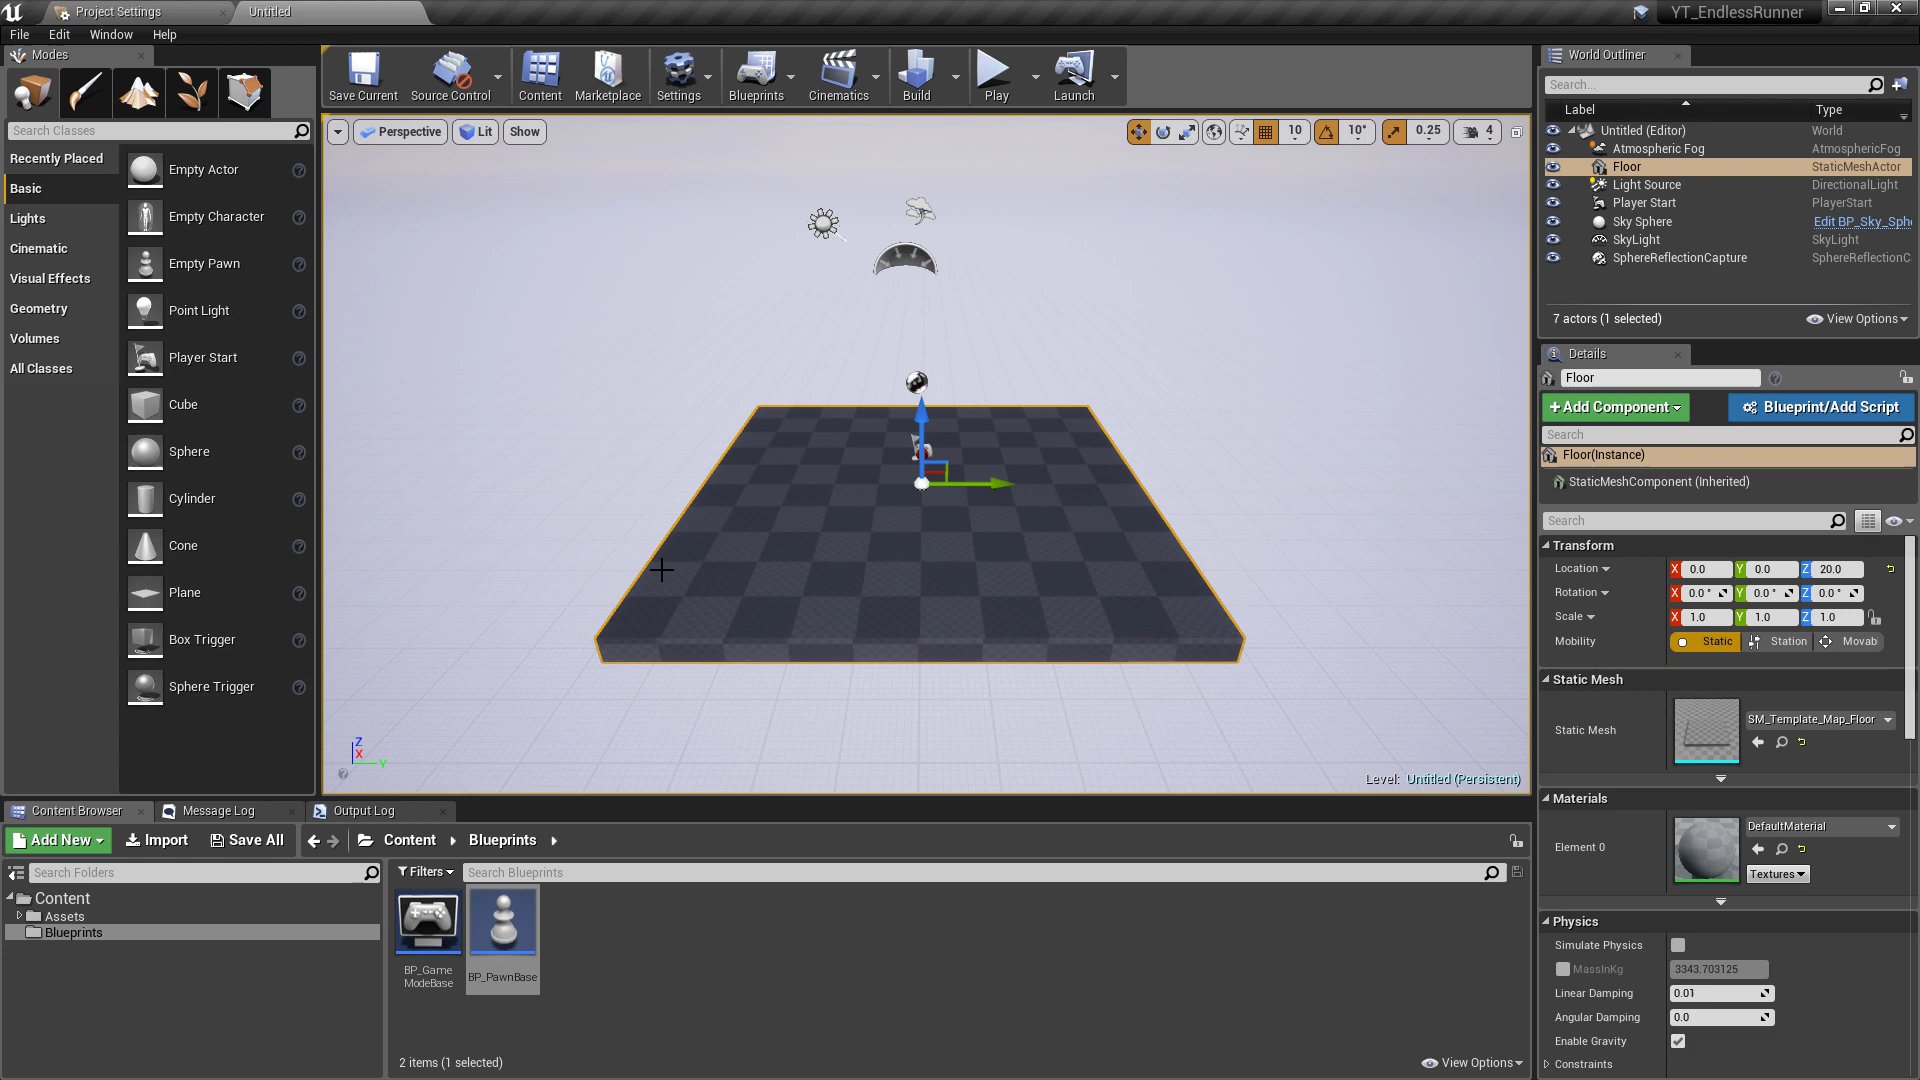 Project Settings
Untitled
YT_EndlessRunner
File
Edit
Window
Help
Modes
Save Current
Source Control
Content
Marketplace
Settings
Blueprints
Cinematics
Build
Play
Launch
Search Classes
Recently Placed
Basic
Lights
Cinematic
Visual Effects
Geometry
Volumes
All Classes
Empty Actor
Empty Character
Empty Pawn
Point Light
Player Start
Cube
Sphere
Cylinder
Cone
Plane
Box Trigger
Sphere Trigger
Perspective
Lit
Show
10
10°
0.25
4
Z
X
Y
Level: Untitled (Persistent)
World Outliner
Search...
Label
Type
Untitled (Editor)
World
Atmospheric Fog
AtmosphericFog
Floor
StaticMeshActor
Light Source
DirectionalLight
Player Start
PlayerStart
Sky Sphere
Edit BP_Sky_Sph
SkyLight
SkyLight
SphereReflectionCapture
SphereReflectionC
7 actors (1 selected)
View Options
Details
Floor
+Add Component
Blueprint/Add Script
Search
Floor(Instance)
StaticMeshComponent (Inherited)
Search
Transform
Location
X 0.0
Y 0.0
Z 20.0
Rotation
X 0.0 °
Y 0.0 °
Z 0.0 °
Scale
X 1.0
Y 1.0
Z 1.0
Mobility
Static
Station
Movab
Static Mesh
Static Mesh
SM_Template_Map_Floor
Materials
Element 0
DefaultMaterial
Textures
Physics
Simulate Physics
MassInKg
3343.703125
Linear Damping
0.01
Angular Damping
0.0
Enable Gravity
Constraints
Content Browser
Message Log
Output Log
Add New
Import
Save All
Content
Blueprints
Search Folders
Content
Assets
Blueprints
Filters
Search Blueprints
BP_Game
ModeBase
BP_PawnBase
2 items (1 selected)
View Options